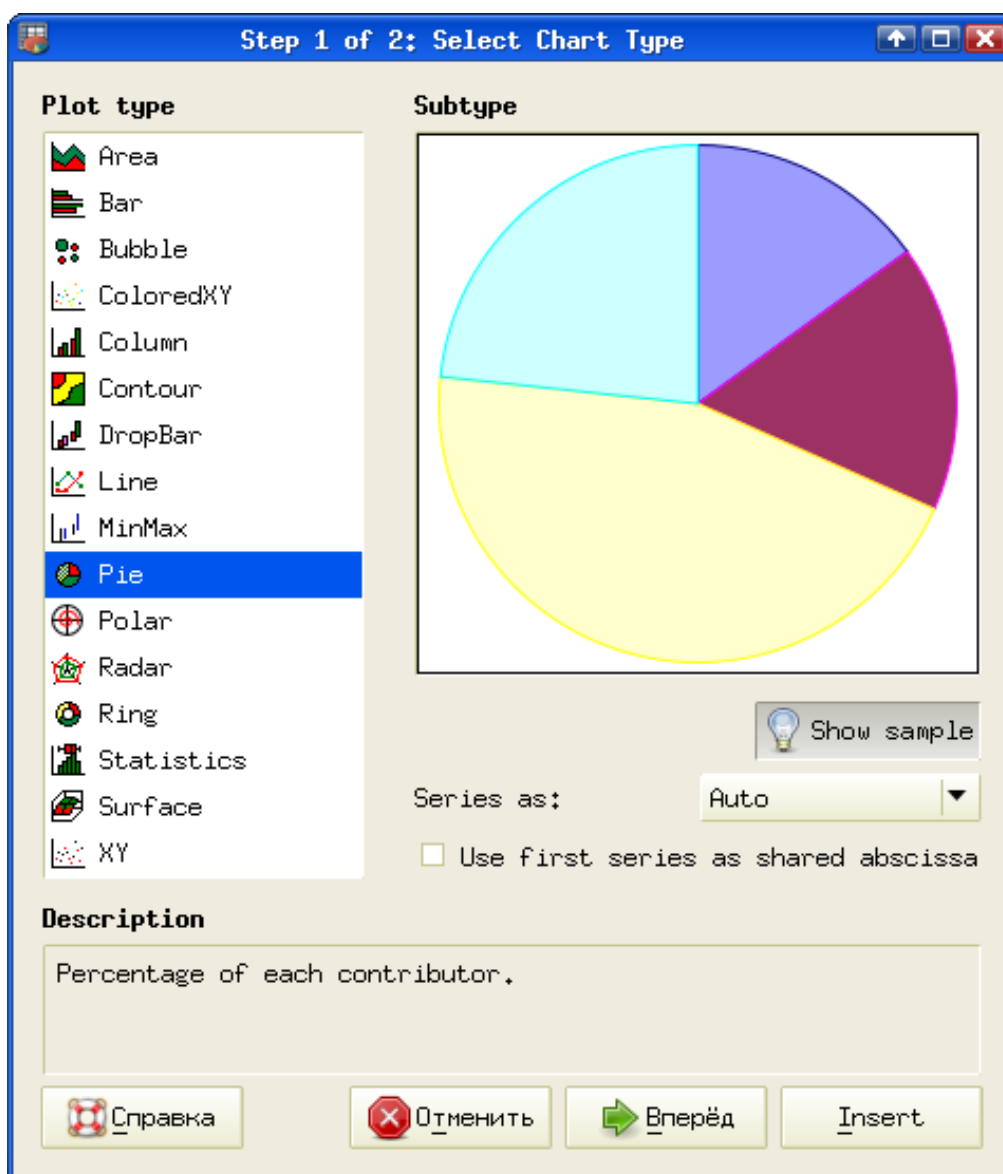 Step 1 of 2: Select Chart Type
Plot type
Area
Bar
Bubble
ColoredXY
Column
Contour
DropBar
Line
MinMax
Pie
Polar
Radar
Ring
Statistics
Surface
XY
Subtype
Show sample
Series as: Auto
Use first series as shared abscissa
Description
Percentage of each contributor.
Справка Отменить Вперёд Insert